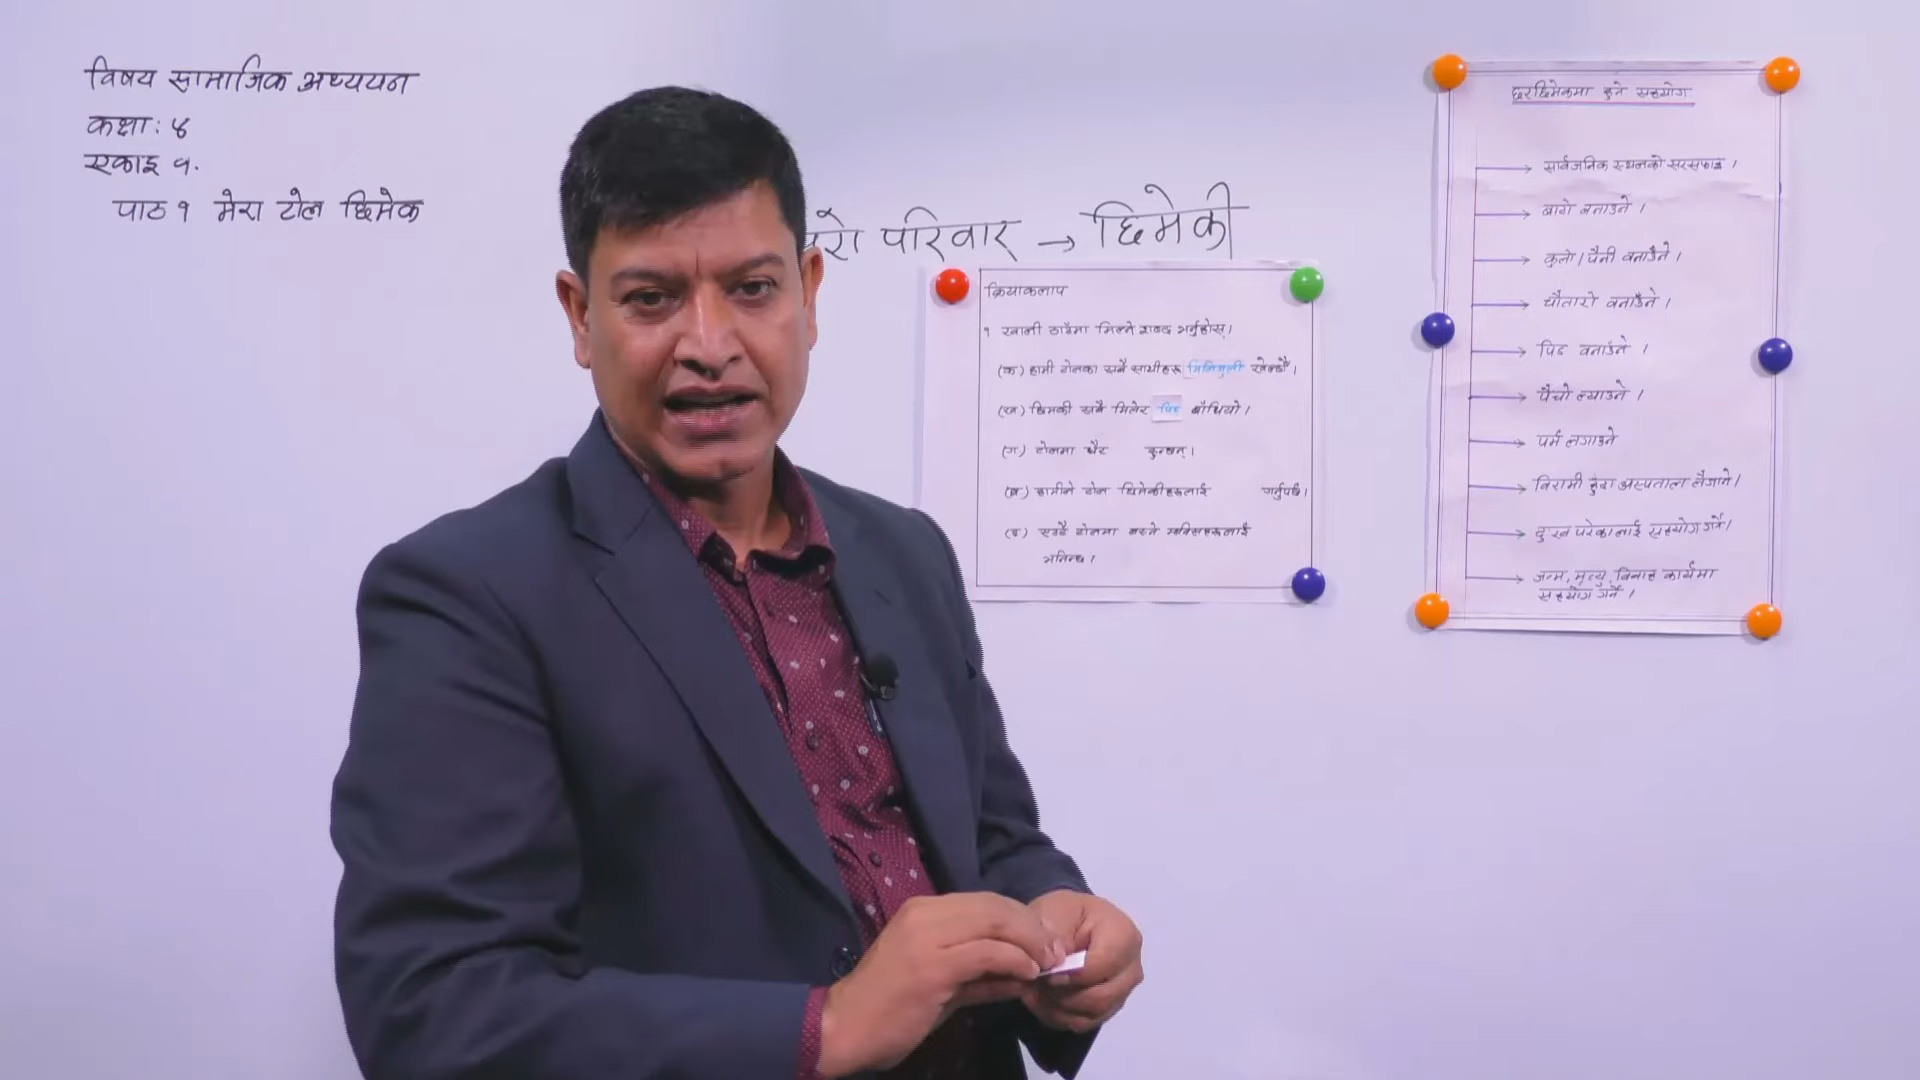 विषय सामाजिक अध्ययन
कक्षा: ४
एकाइ १.
पाठ १ मेरा टोल छिमेक
परिवार → छिमेकी
क्रियाकलाप
१ खाली ठाउँमा मिल्ने शब्द भर्नुहोस्।
(क) हामी टोलका सबै साथीहरू खेल्छौँ।
(ख) छिमेकी सबै मिलेर पिङ बाँधियो।
(ग) टोलमा थैरै हुन्छन्।
(घ) हामीले टोल छिमेकीहरूलाई गर्नुपर्छ।
(ङ) एउटै टोलमा बस्ने मानिसहरूलाई
भनिन्छ।
छरछिमेकमा हुने सहयोग
सार्वजनिक स्थलको सरसफाइ।
बाटो बनाउने।
कुलो/पैनी बनाउने।
चौतारो बनाउने।
पिङ बनाउने।
पैँचो ल्याउने।
पर्म लगाउने
बिरामी हुँदा अस्पताल लैजाने।
दुःख परेकालाई सहयोग गर्ने।
जन्म, मृत्यु, विवाह कार्यमा
सहयोग गर्ने।